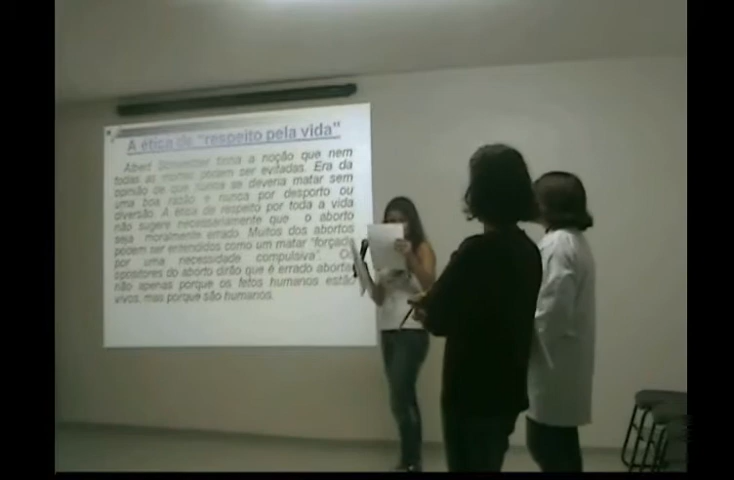 A ética de "respeito pela vida"
Albert Schweitzer tinha a noção que nem
todas as mortes podem ser evitadas. Era da
opinião de que nunca se deveria matar sem
uma boa razão e nunca por desporto ou
diversão. A ética de respeito por toda a vida
não sugere necessariamente que o aborto
seja moralmente errado. Muitos dos abortos
podem ser entendidos como um matar "forçado
por uma necessidade compulsiva". Os
opositores do aborto dirão que é errado abortar
não apenas porque os fetos humanos estão
vivos, mas porque são humanos.